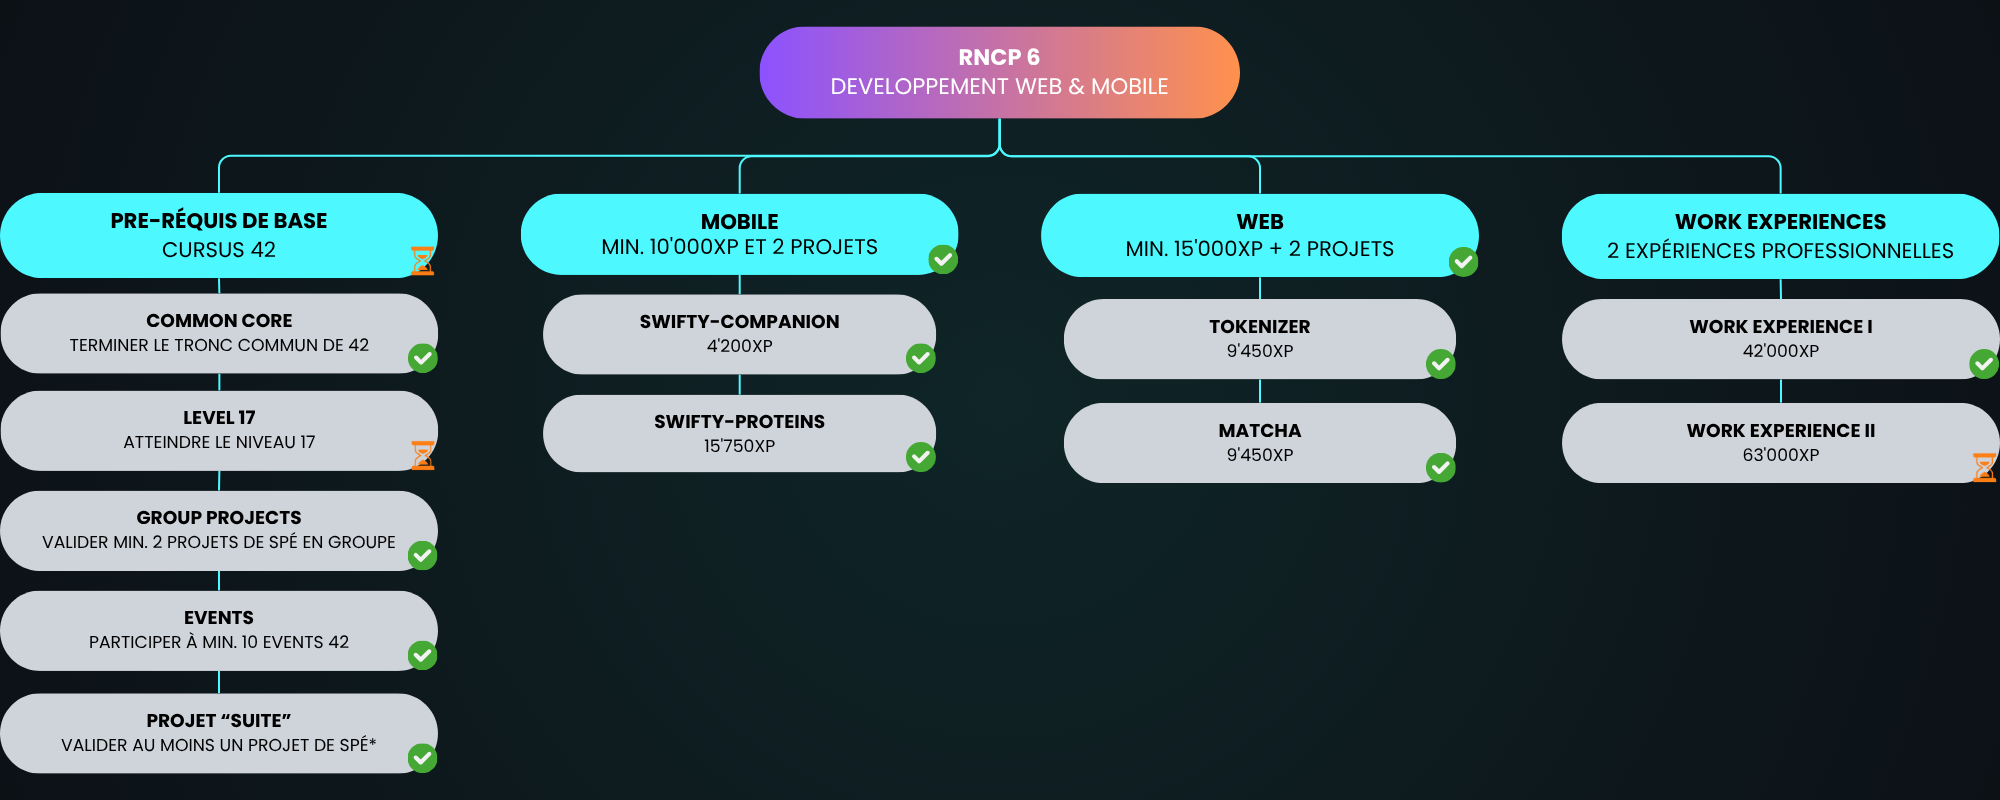 RNCP 6
DEVELOPPEMENT WEB & MOBILE
PRE-RÉQUIS DE BASE
CURSUS 42
COMMON CORE
TERMINER LE TRONC COMMUN DE 42
LEVEL 17
ATTEINDRE LE NIVEAU 17
GROUP PROJECTS
VALIDER MIN. 2 PROJETS DE SPÉ EN GROUPE
EVENTS
PARTICIPER À MIN. 10 EVENTS 42
PROJET “SUITE”
VALIDER AU MOINS UN PROJET DE SPÉ*
MOBILE
MIN. 10'000XP ET 2 PROJETS
SWIFTY-COMPANION
4'200XP
SWIFTY-PROTEINS
15'750XP
WEB
MIN. 15'000XP + 2 PROJETS
TOKENIZER
9'450XP
MATCHA
9'450XP
WORK EXPERIENCES
2 EXPÉRIENCES PROFESSIONNELLES
WORK EXPERIENCE I
42'000XP
WORK EXPERIENCE II
63'000XP